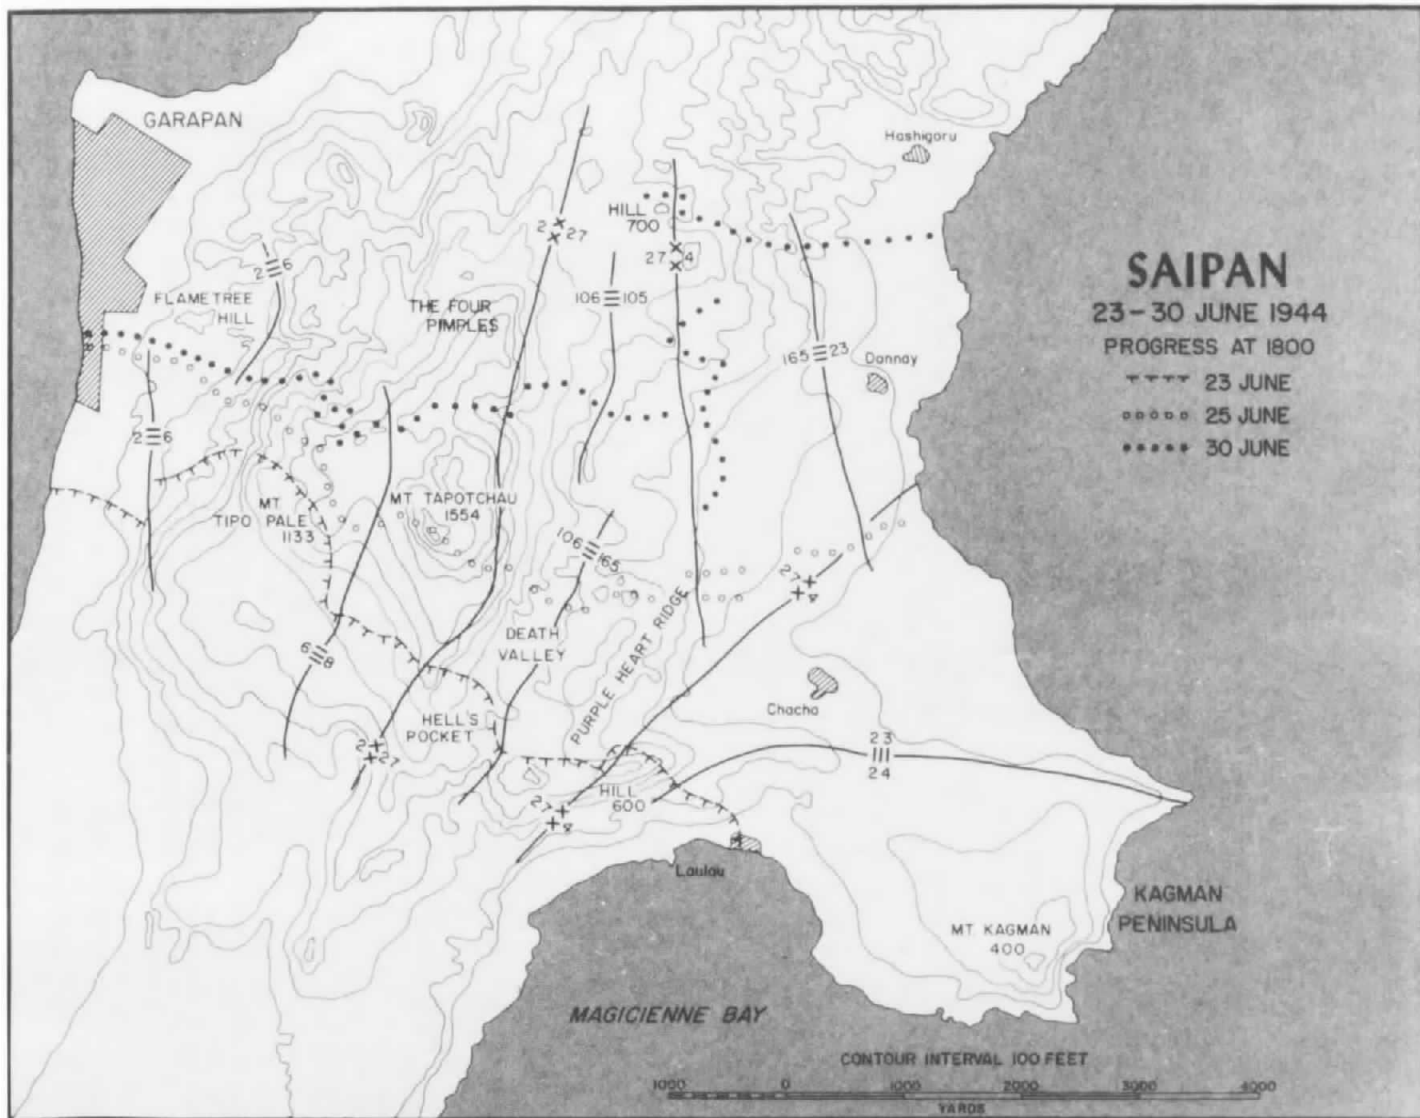 GARAPAN
Hashigoru
HILL
700
2 27
27 4
2 6
106 105
FLAMETREE
HILL
THE FOUR
PIMPLES
165 23
Donnay
SAIPAN
23-30 JUNE 1944
PROGRESS AT 1800
23 JUNE
25 JUNE
30 JUNE
2 6
MT
TIPO PALE
1133
MT TAPOTCHAU
1554
106 165
27 4
DEATH
VALLEY
PURPLE HEART RIDGE
6 8
Chacha
HELL'S
POCKET
2 27
23
24
HILL
600
27 4
Laulau
KAGMAN
PENINSULA
MT. KAGMAN
400
MAGICIENNE BAY
CONTOUR INTERVAL 100 FEET
1000 0 1000 2000 3000 4000
YARDS